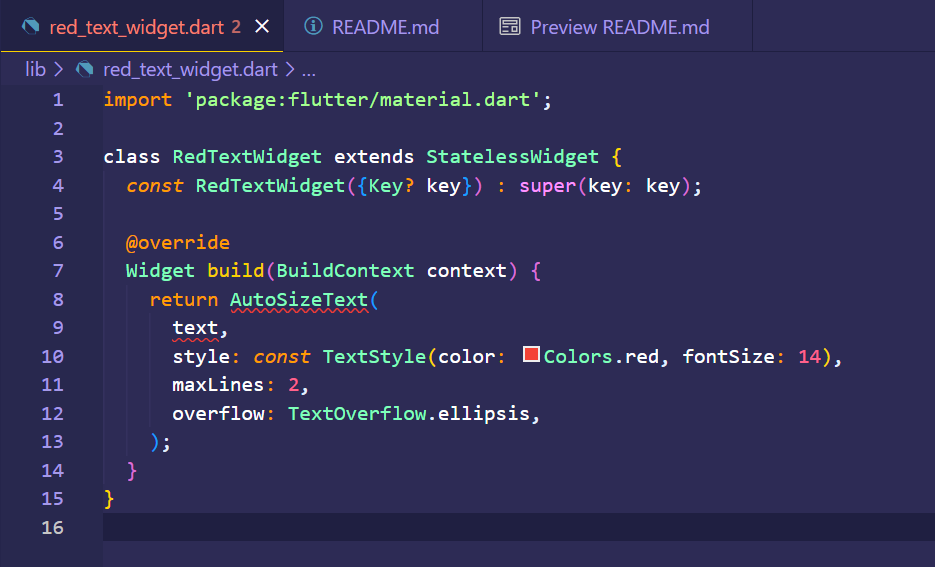 red_text_widget.dart 2 README.md Preview README.md
lib > red_text_widget.dart > ...
1 import 'package:flutter/material.dart';
2
3 class RedTextWidget extends StatelessWidget {
4 const RedTextWidget({Key? key}) : super(key: key);
5
6 @override
7 Widget build(BuildContext context) {
8 return AutoSizeText(
9 text,
10 style: const TextStyle(color: Colors.red, fontSize: 14),
11 maxLines: 2,
12 overflow: TextOverflow.ellipsis,
13 );
14 }
15 }
16